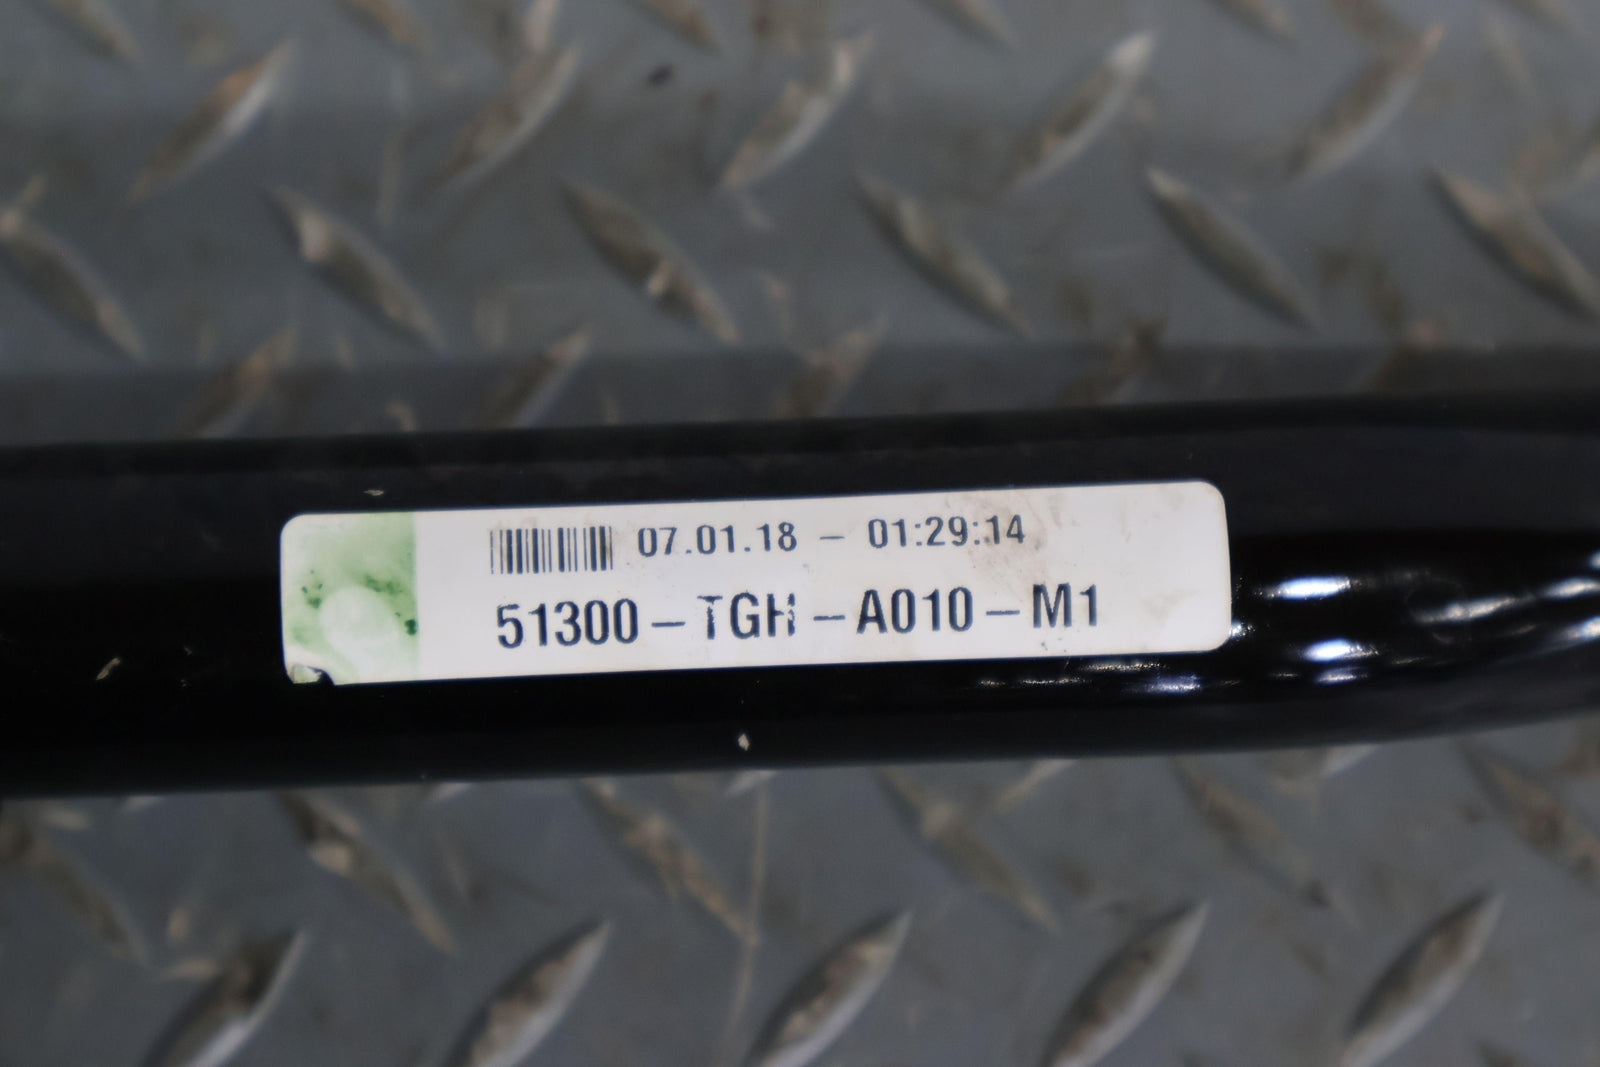 07.01.18 – 01:29:14
51300 – TGH – A010 – M1